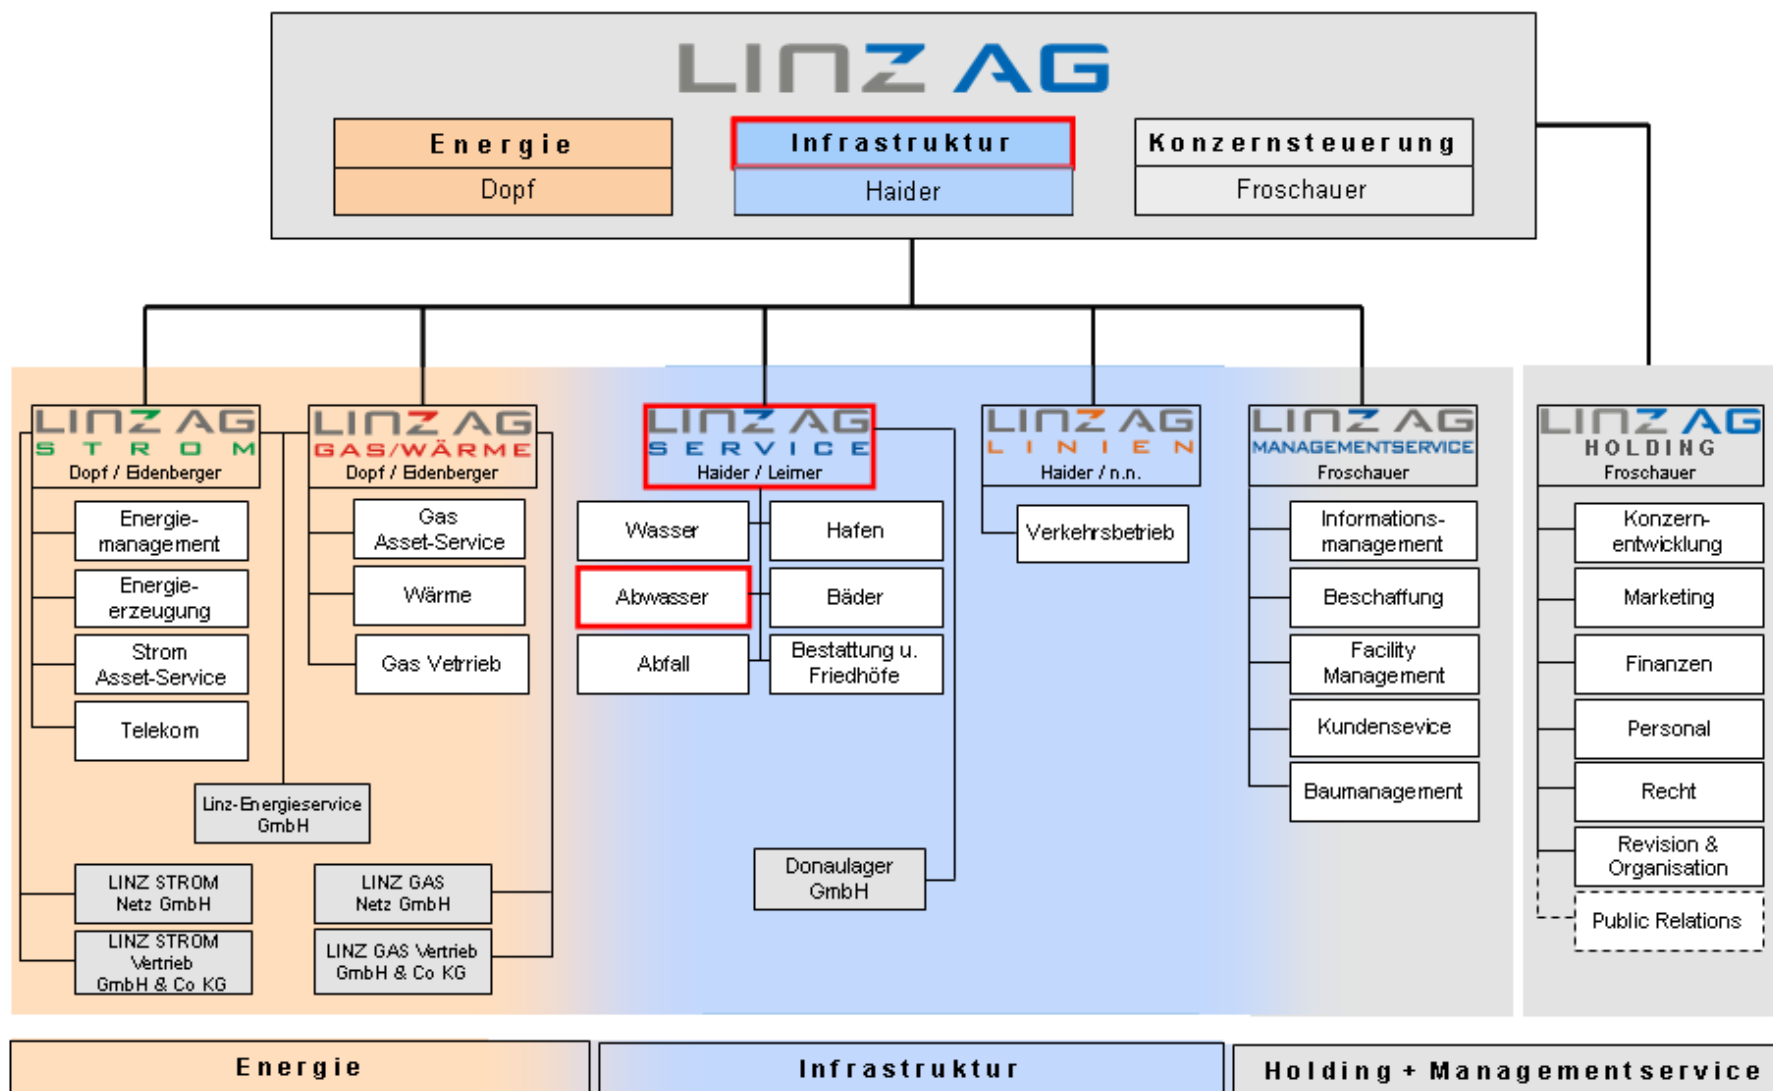 LINZ AG
Energie
Dopf
Infrastruktur
Haider
Konzernsteuerung
Froschauer
LINZ AG
STROM
Dopf / Eidenberger
Energie-
management
Energie-
erzeugung
Strom
Asset-Service
Telekom
LINZ AG
GAS/WÄRME
Dopf / Eidenberger
Gas
Asset-Service
Wärme
Gas Vetrrieb
Linz-Energieservice
GmbH
LINZ STROM
Netz GmbH
LINZ STROM
Vertrieb
GmbH & Co KG
LINZ GAS
Netz GmbH
LINZ GAS Vertrieb
GmbH & Co KG
LINZ AG
SERVICE
Haider / Leimer
Wasser
Abwasser
Abfall
Hafen
Bäder
Bestattung u.
Friedhöfe
Donaulager
GmbH
LINZ AG
LINIEN
Haider / n.n.
Verkehrsbetrieb
LINZ AG
MANAGEMENTSERVICE
Froschauer
Informations-
management
Beschaffung
Facility
Management
Kundensevice
Baumanagement
LINZ AG
HOLDING
Froschauer
Konzern-
entwicklung
Marketing
Finanzen
Personal
Recht
Revision &
Organisation
Public Relations
Energie
Infrastruktur
Holding + Managementservice